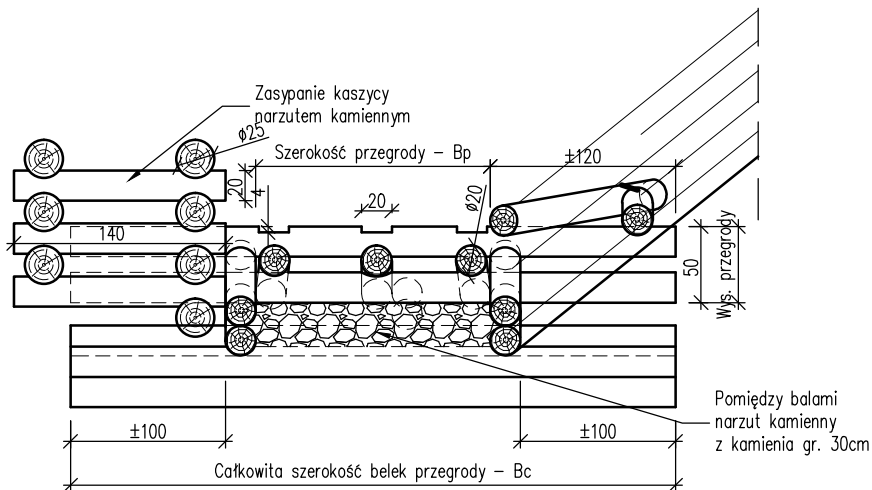 Zasypanie kaszycy
narzutem kamiennym
ø25
Szerokość przegrody – Bp
±120
20
4
20
ø20
140
50
Wys. przegrody
Pomiędzy balami
narzut kamienny
z kamienia gr. 30cm
±100
±100
Całkowita szerokość belek przegrody – Bc